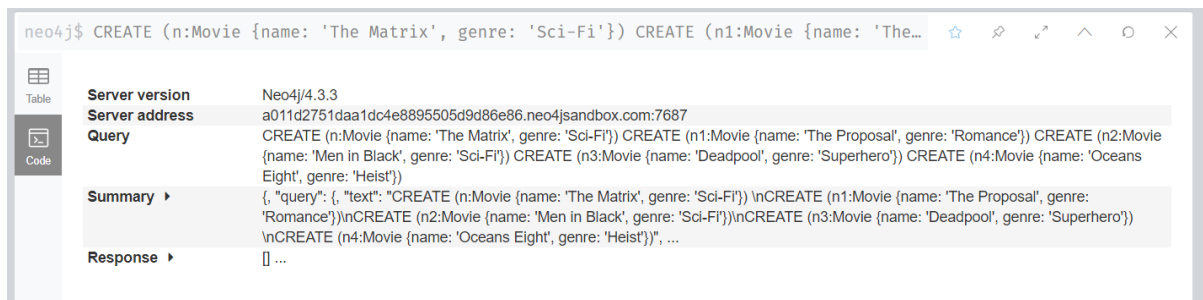 neo4j$ CREATE (n:Movie {name: 'The Matrix', genre: 'Sci-Fi'}) CREATE (n1:Movie {name: 'The…
Table
Code
Server version Neo4j/4.3.3
Server address a011d2751daa1dc4e8895505d9d86e86.neo4jsandbox.com:7687
Query CREATE (n:Movie {name: 'The Matrix', genre: 'Sci-Fi'}) CREATE (n1:Movie {name: 'The Proposal', genre: 'Romance'}) CREATE (n2:Movie
{name: 'Men in Black', genre: 'Sci-Fi'}) CREATE (n3:Movie {name: 'Deadpool', genre: 'Superhero'}) CREATE (n4:Movie {name: 'Oceans
Eight', genre: 'Heist'})
Summary {, "query": {, "text": "CREATE (n:Movie {name: 'The Matrix', genre: 'Sci-Fi'}) \nCREATE (n1:Movie {name: 'The Proposal', genre:
'Romance'})\nCREATE (n2:Movie {name: 'Men in Black', genre: 'Sci-Fi'})\nCREATE (n3:Movie {name: 'Deadpool', genre: 'Superhero'})
\nCREATE (n4:Movie {name: 'Oceans Eight', genre: 'Heist'})", ...
Response [] ...